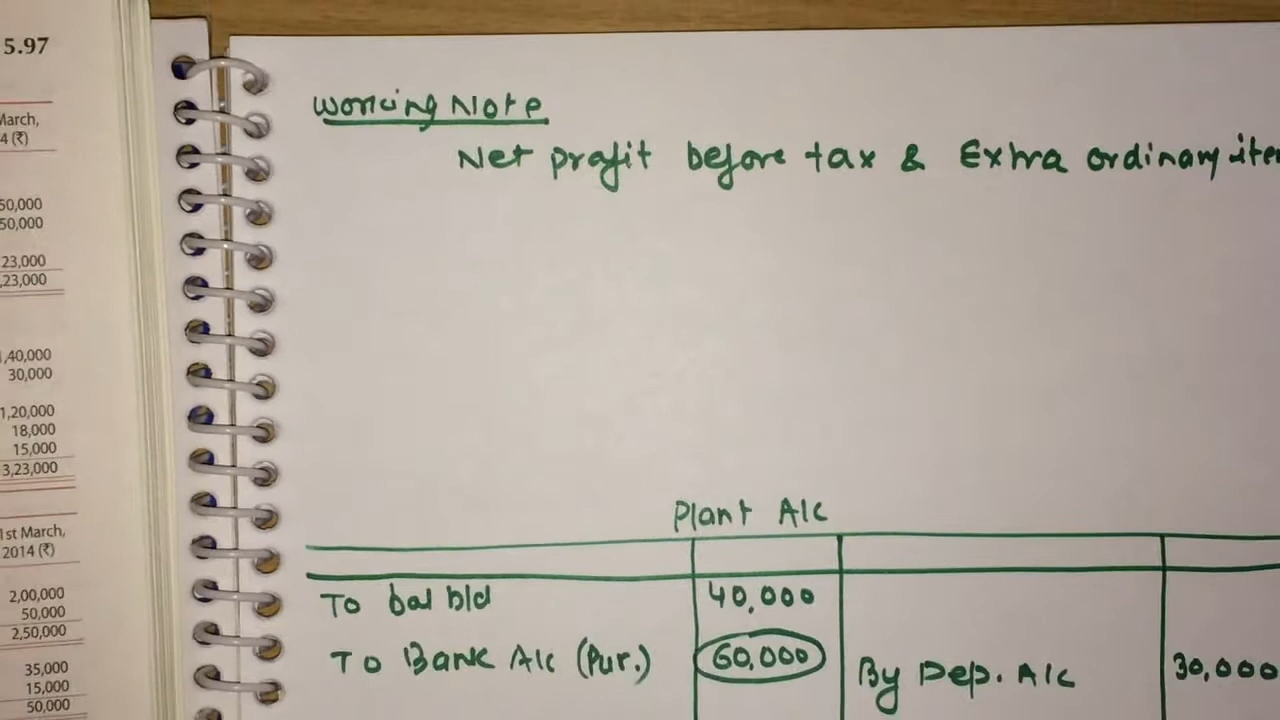 5.97
March,
4 (₹)
50,000
50,000
23,000
,23,000
1,40,000
30,000
1,20,000
18,000
15,000
3,23,000
1st March,
2014 (₹)
2,00,000
50,000
2,50,000
35,000
15,000
50,000
Working Note
Net profit before tax & Extra ordinary item
Plant A/c
To bal b/d 40,000
To Bank A/c (Pur.) 60,000 By Dep. A/c 30,000